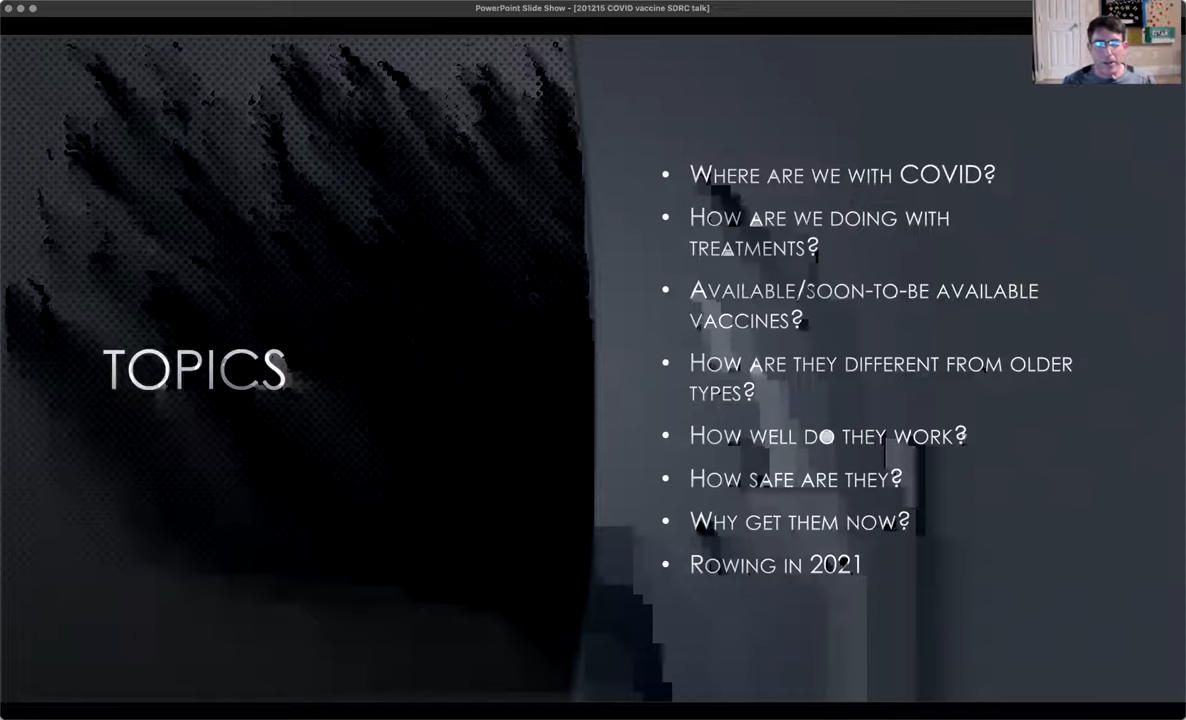 PowerPoint Slide Show - [201215 COVID vaccine SDRC talk]
TOPICS
• WHERE ARE WE WITH COVID?
• HOW ARE WE DOING WITH
TREATMENTS?
• AVAILABLE/SOON-TO-BE AVAILABLE
VACCINES?
• HOW ARE THEY DIFFERENT FROM OLDER
TYPES?
• HOW WELL DO THEY WORK?
• HOW SAFE ARE THEY?
• WHY GET THEM NOW?
• ROWING IN 2021